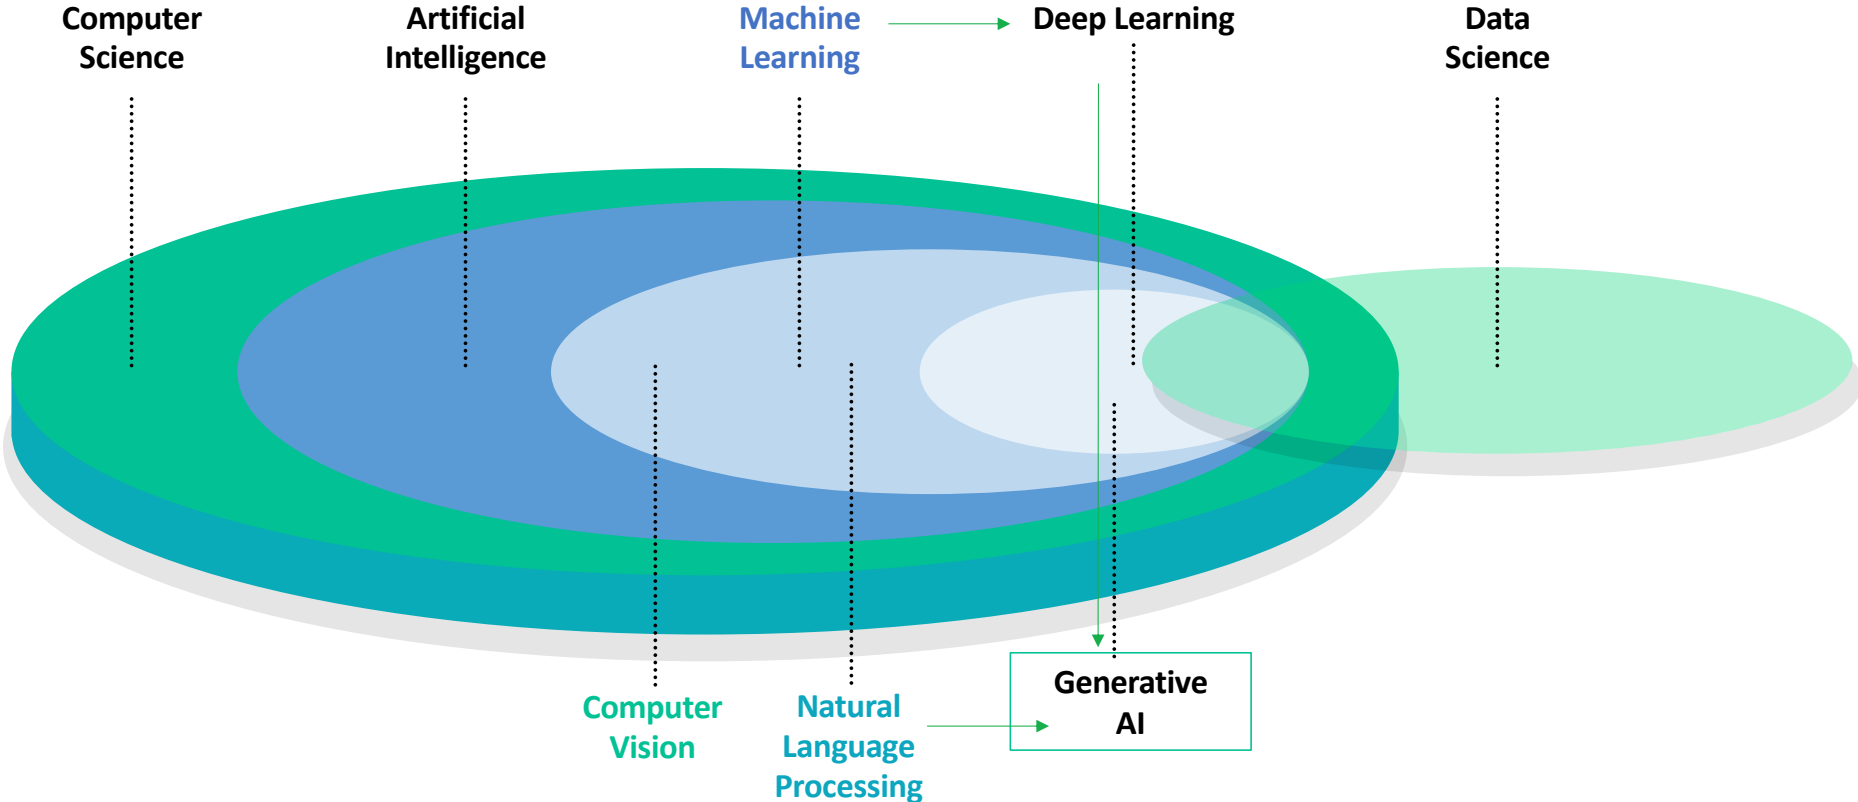 Computer
Science
Artificial
Intelligence
Machine
Learning
Deep Learning
Data
Science
Computer
Vision
Natural
Language
Processing
Generative
AI